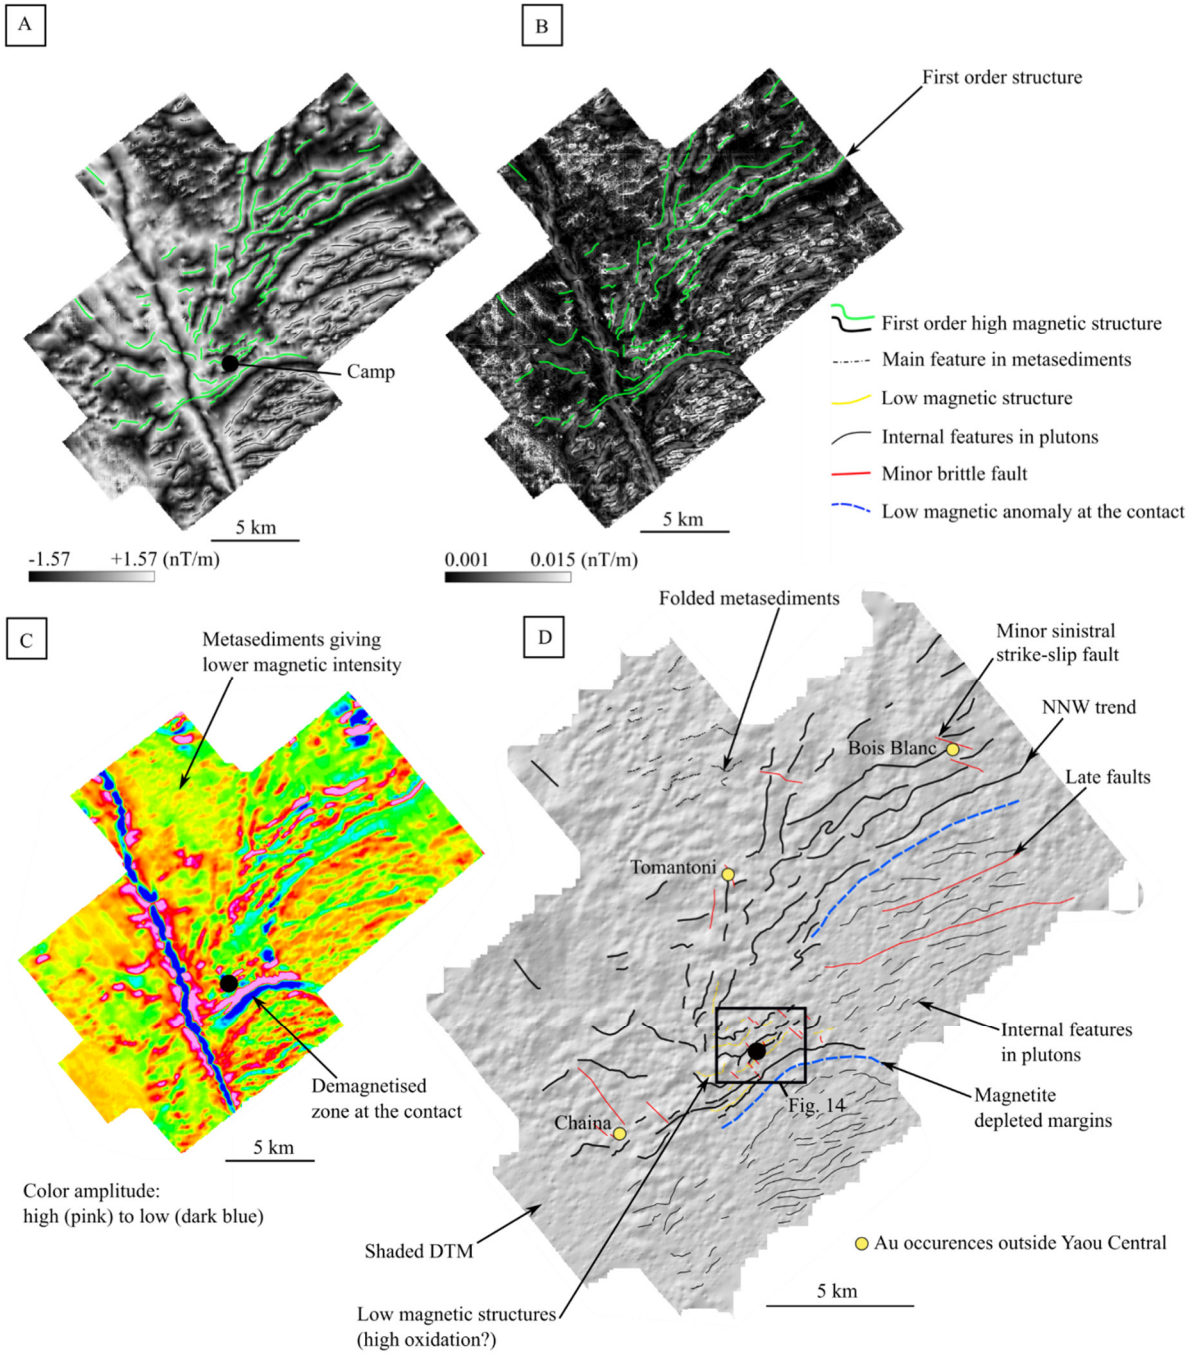 A
B
First order structure
Camp
First order high magnetic structure
Main feature in metasediments
Low magnetic structure
Internal features in plutons
Minor brittle fault
Low magnetic anomaly at the contact
5 km
5 km
-1.57 +1.57 (nT/m)
0.001 0.015 (nT/m)
C
Metasediments giving
lower magnetic intensity
Demagnetised
zone at the contact
5 km
Color amplitude:
high (pink) to low (dark blue)
D
Folded metasediments
Minor sinistral
strike-slip fault
NNW trend
Bois Blanc
Late faults
Tomantoni
Internal features
in plutons
Magnetite
depleted margins
Fig. 14
Chaina
Shaded DTM
Au occurences outside Yaou Central
5 km
Low magnetic structures
(high oxidation?)